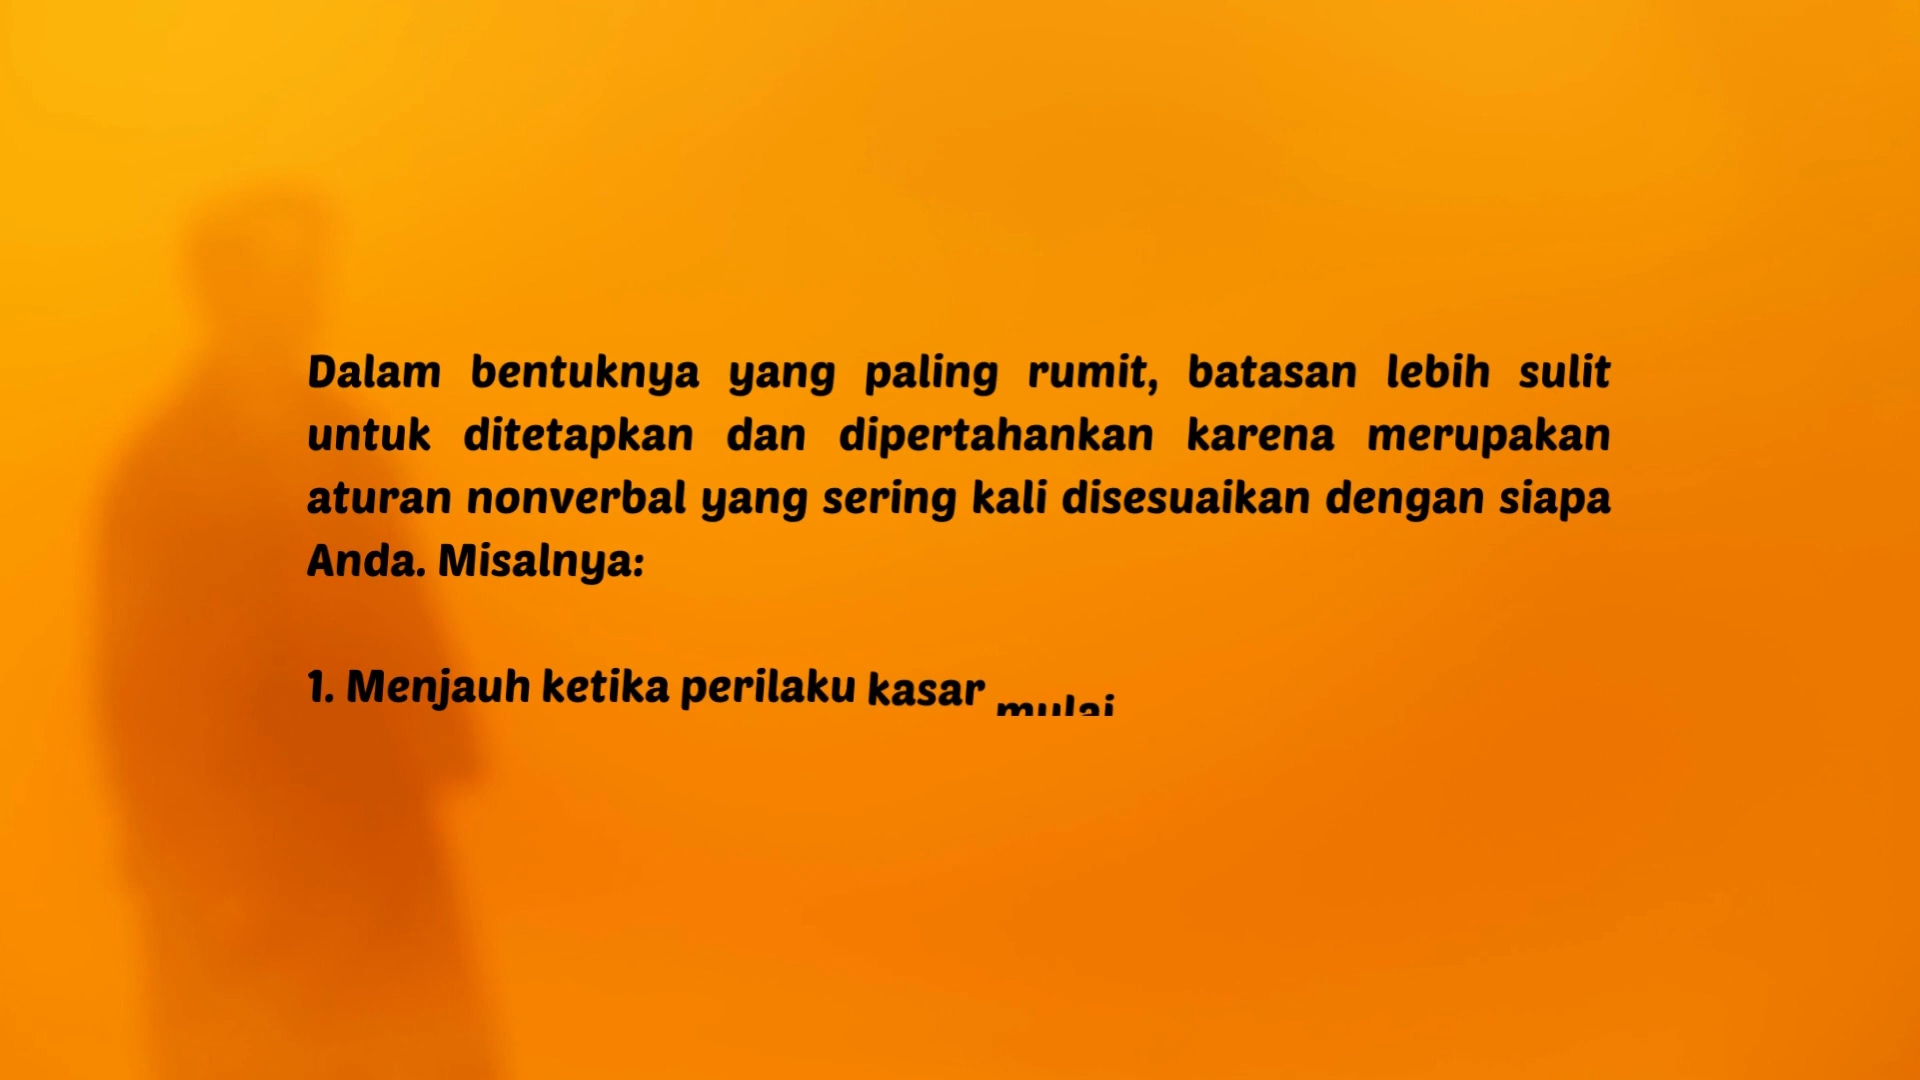 Dalam bentuknya yang paling rumit, batasan lebih sulit
untuk ditetapkan dan dipertahankan karena merupakan
aturan nonverbal yang sering kali disesuaikan dengan siapa
Anda. Misalnya:
1. Menjauh ketika perilaku kasar mulai